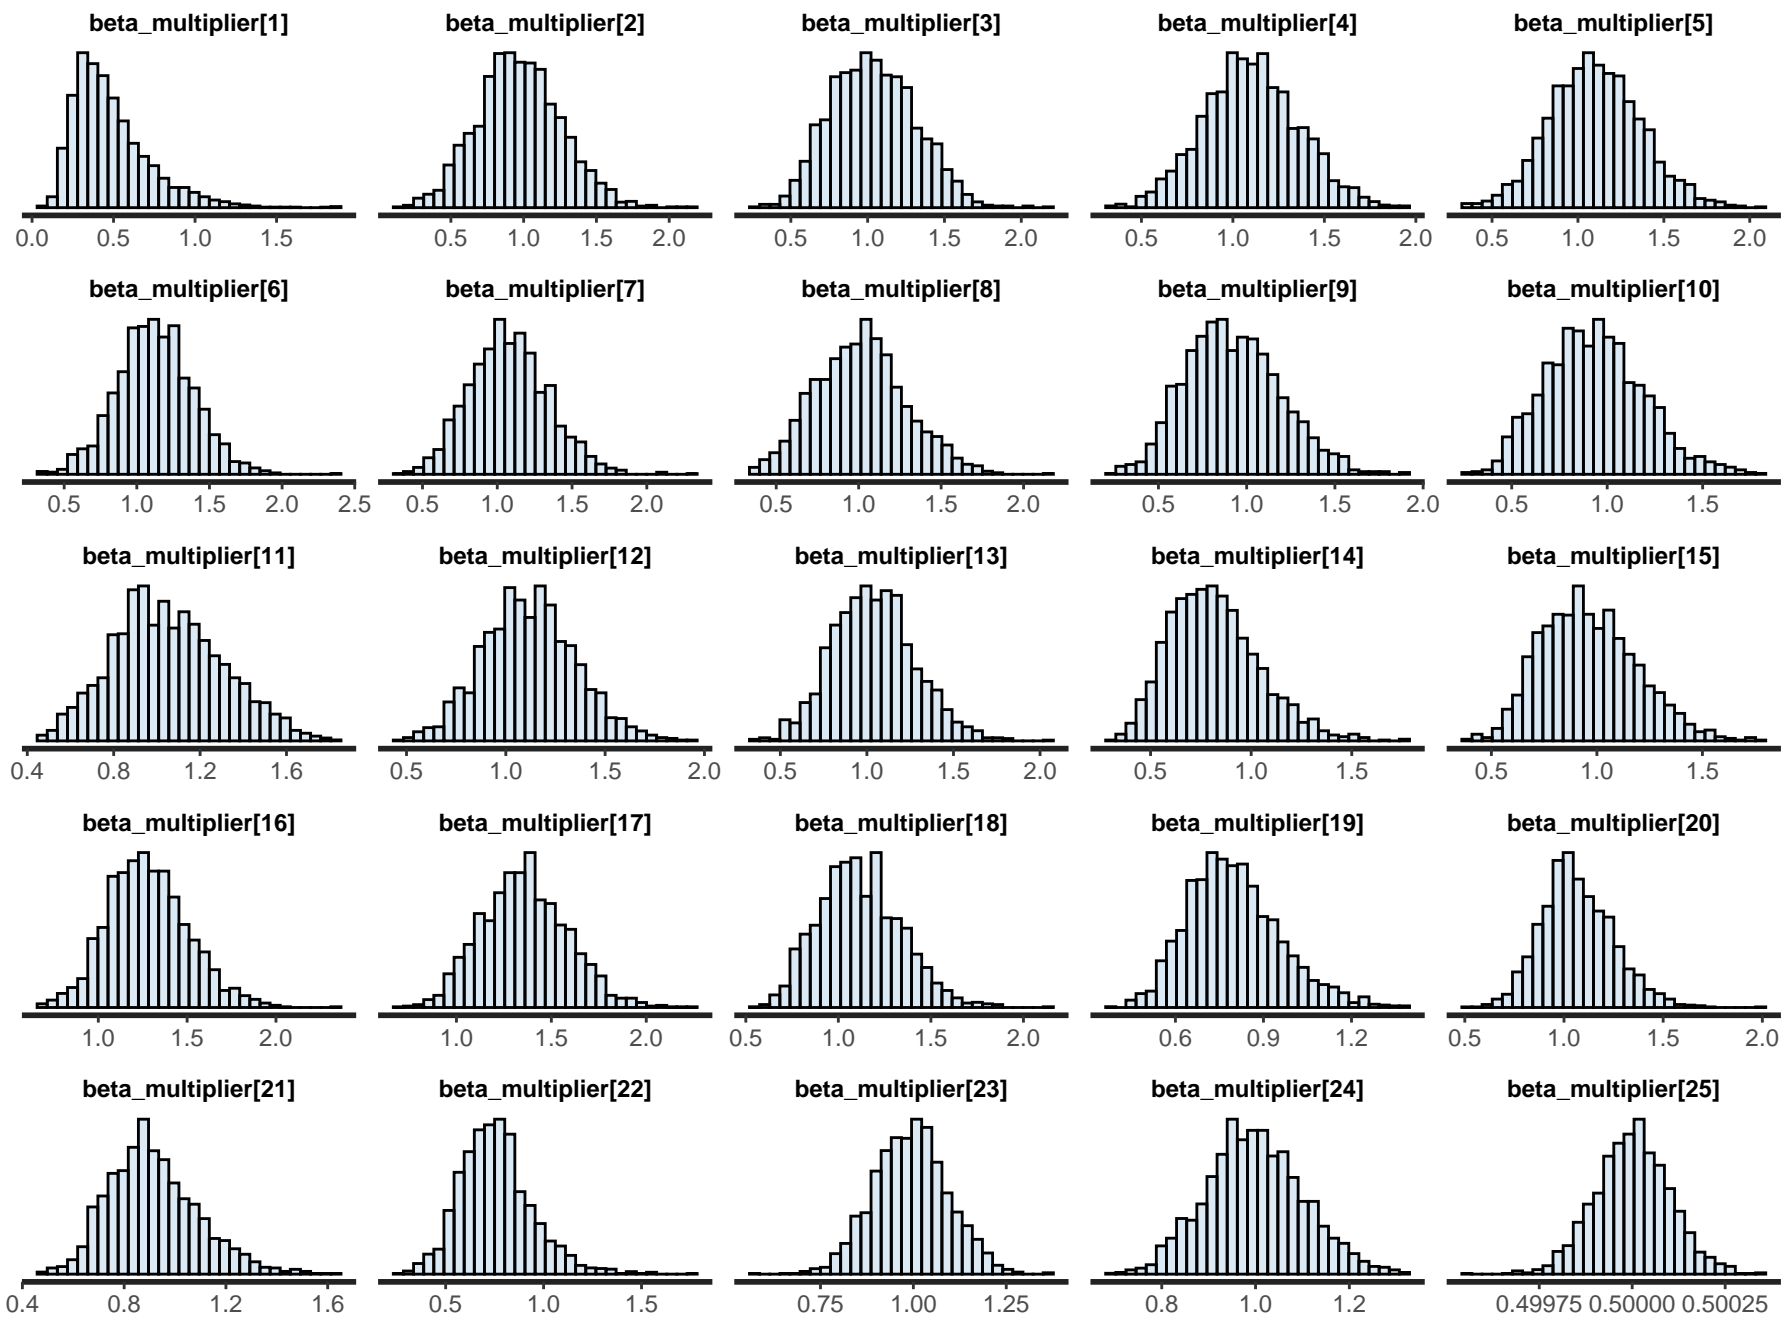 beta_multiplier[1] beta_multiplier[2] beta_multiplier[3] beta_multiplier[4] beta_multiplier[5]
0.0 0.5 1.0 1.5 0.5 1.0 1.5 2.0 0.5 1.0 1.5 2.0 0.5 1.0 1.5 2.0 0.5 1.0 1.5 2.0
beta_multiplier[6] beta_multiplier[7] beta_multiplier[8] beta_multiplier[9] beta_multiplier[10]
0.5 1.0 1.5 2.0 2.5 0.5 1.0 1.5 2.0 0.5 1.0 1.5 2.0 0.5 1.0 1.5 2.0 0.5 1.0 1.5
beta_multiplier[11] beta_multiplier[12] beta_multiplier[13] beta_multiplier[14] beta_multiplier[15]
0.4 0.8 1.2 1.6 0.5 1.0 1.5 2.0 0.5 1.0 1.5 2.0 0.5 1.0 1.5 0.5 1.0 1.5
beta_multiplier[16] beta_multiplier[17] beta_multiplier[18] beta_multiplier[19] beta_multiplier[20]
1.0 1.5 2.0 1.0 1.5 2.0 0.5 1.0 1.5 2.0 0.6 0.9 1.2 0.5 1.0 1.5 2.0
beta_multiplier[21] beta_multiplier[22] beta_multiplier[23] beta_multiplier[24] beta_multiplier[25]
0.4 0.8 1.2 1.6 0.5 1.0 1.5 0.75 1.00 1.25 0.8 1.0 1.2 0.49975 0.50000 0.50025